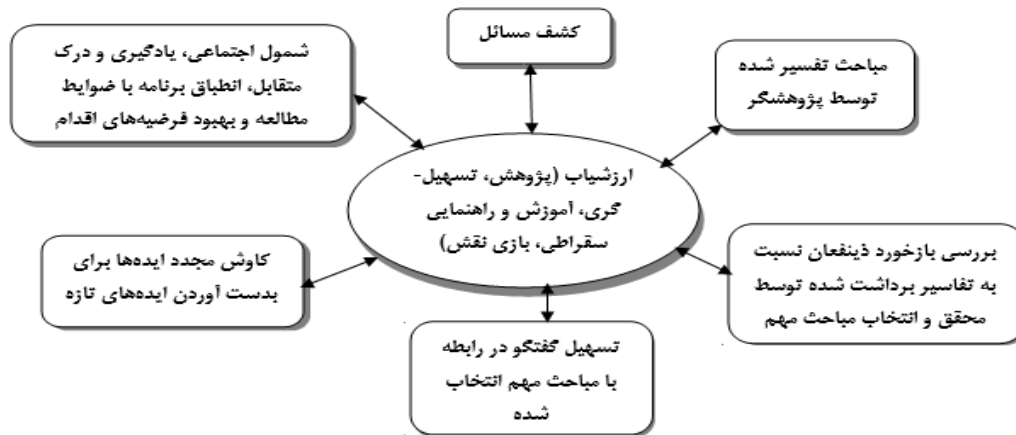 کشف مسائل
مباحث تفسیر شده
توسط پژوهشگر
بررسی بازخورد ذینفعان نسبت
به تفاسیر برداشت شده توسط
محقق و انتخاب مباحث مهم
تسهیل گفتگو در رابطه
با مباحث مهم انتخاب
شده
کاوش مجدد ایده‌ها برای
بدست آوردن ایده‌های تازه
شمول اجتماعی، یادگیری و درک
متقابل، انطباق برنامه با ضوابط
مطالعه و بهبود فرضیه‌های اقدام
ارزشیاب (پژوهش، تسهیل-
گری، آموزش و راهنمایی
سقراطی، بازی نقش)